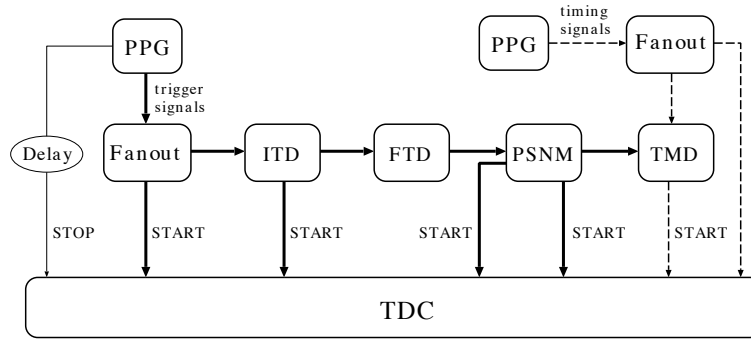 timing
signals
PPG
PPG
Fanout
trigger
signals
Delay
Fanout
ITD
FTD
PSNM
TMD
STOP
START
START
START
START
START
TDC